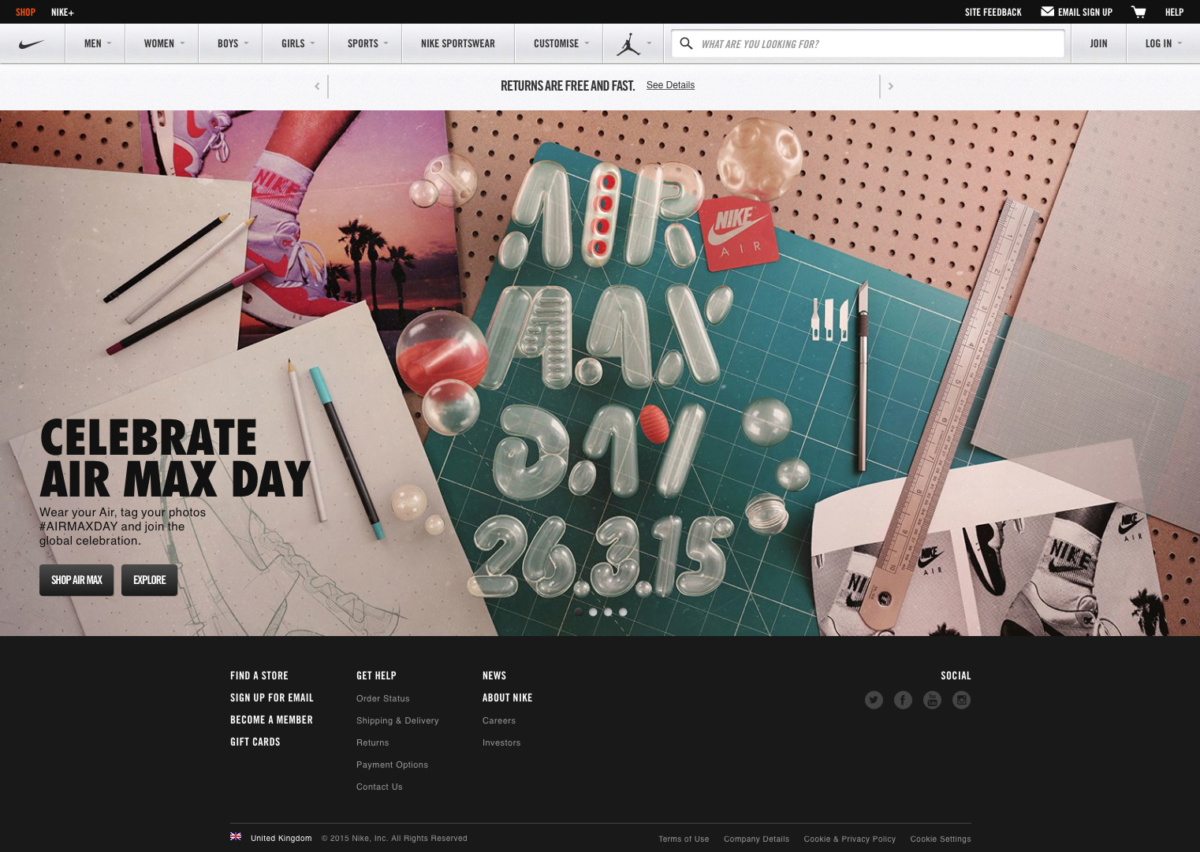 SHOP NIKE+ SITE FEEDBACK EMAIL SIGN UP HELP
MEN WOMEN BOYS GIRLS SPORTS NIKE SPORTSWEAR CUSTOMISE WHAT ARE YOU LOOKING FOR? JOIN LOG IN
RETURNS ARE FREE AND FAST. See Details
NIKE
AIR
NIKE
AIR
MAX
DAY
26.3.15
CELEBRATE
AIR MAX DAY
Wear your Air, tag your photos
#AIRMAXDAY and join the
global celebration.
SHOP AIR MAX EXPLORE
NIKE
AIR
NIKE
AIR
FIND A STORE GET HELP NEWS SOCIAL
SIGN UP FOR EMAIL Order Status ABOUT NIKE
BECOME A MEMBER Shipping & Delivery Careers
GIFT CARDS Returns Investors
Payment Options
Contact Us
United Kingdom © 2015 Nike, Inc. All Rights Reserved Terms of Use Company Details Cookie & Privacy Policy Cookie Settings